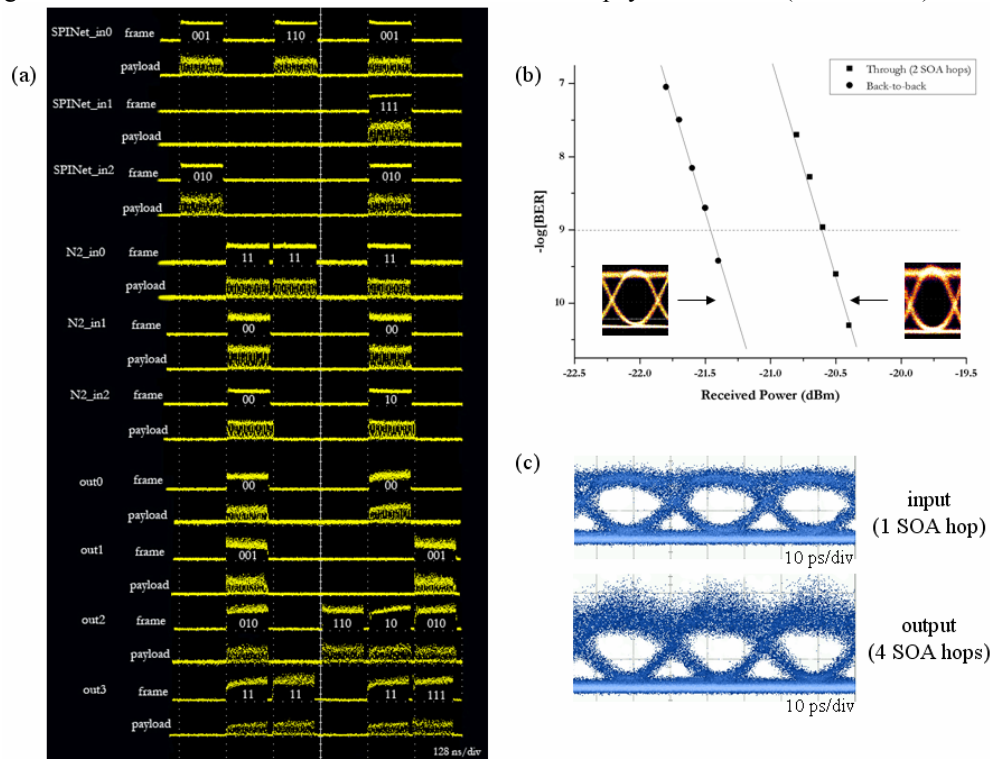 (a)
SPINet_in0 frame 001 110 001
payload
SPINet_in1 frame 111
payload
SPINet_in2 frame 010 010
payload
N2_in0 frame 11 11 11
payload
N2_in1 frame 00 00
payload
N2_in2 frame 00 10
payload
out0 frame 00 00
payload
out1 frame 001 001
payload
out2 frame 010 110 10 010
payload
out3 frame 11 11 11 111
payload
128 ns/div
(b)
Through (2 SOA hops)
Back-to-back
7
8
9
10
-log[BER]
-22.5 -22.0 -21.5 -21.0 -20.5 -20.0 -19.5
Received Power (dBm)
(c)
input
(1 SOA hop)
10 ps/div
output
(4 SOA hops)
10 ps/div